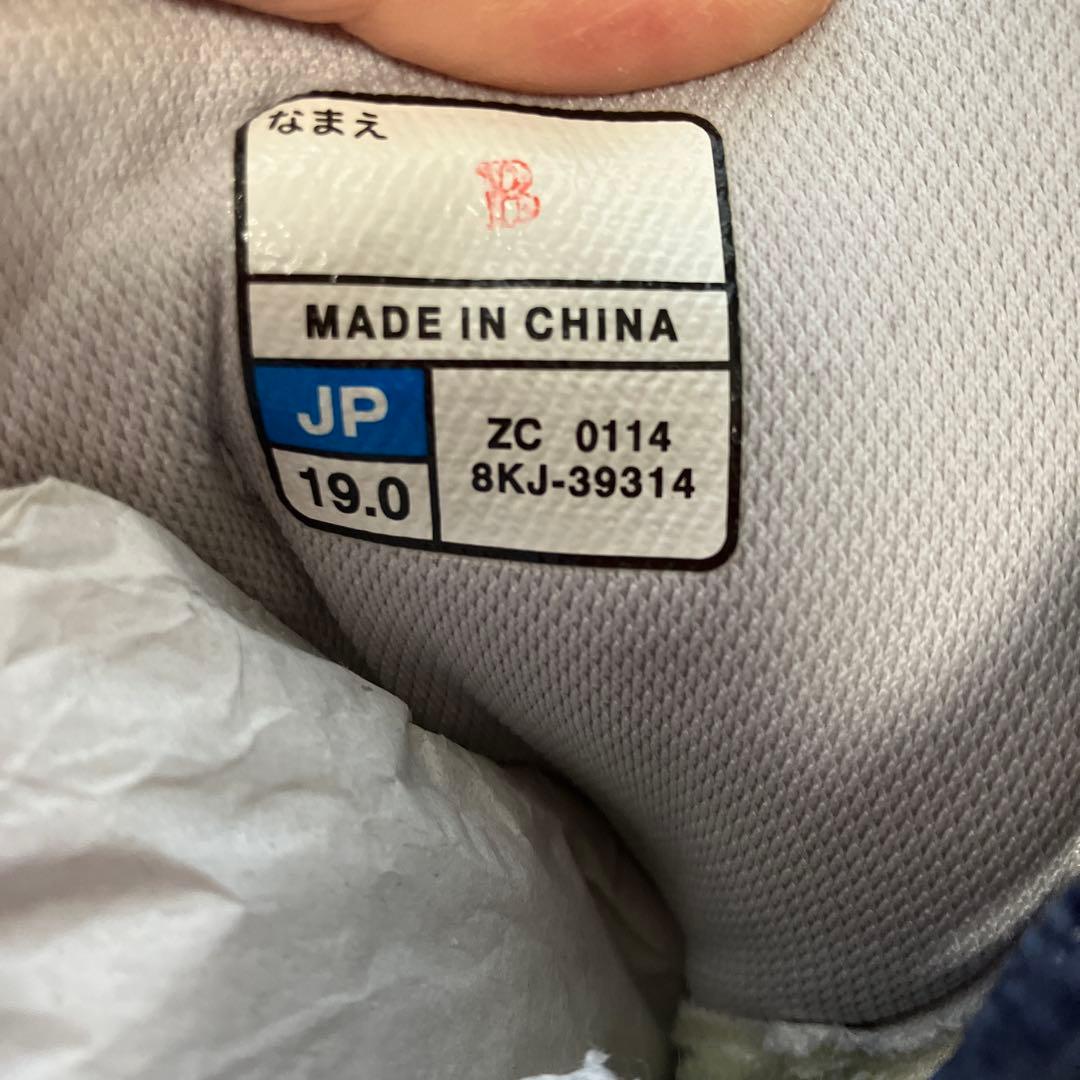 なまえ
B
MADE IN CHINA
JP
19.0
ZC 0114
8KJ-39314